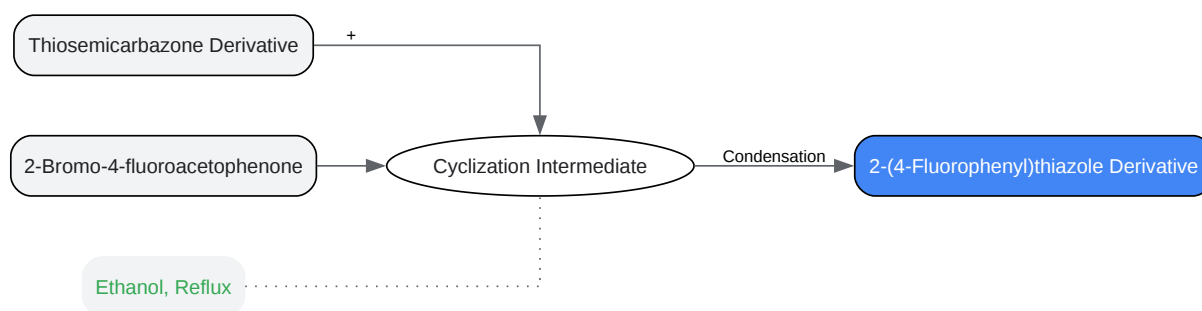 Thiosemicarbazone Derivative
+
2-Bromo-4-fluoroacetophenone
Cyclization Intermediate
Condensation
2-(4-Fluorophenyl)thiazole Derivative
Ethanol, Reflux